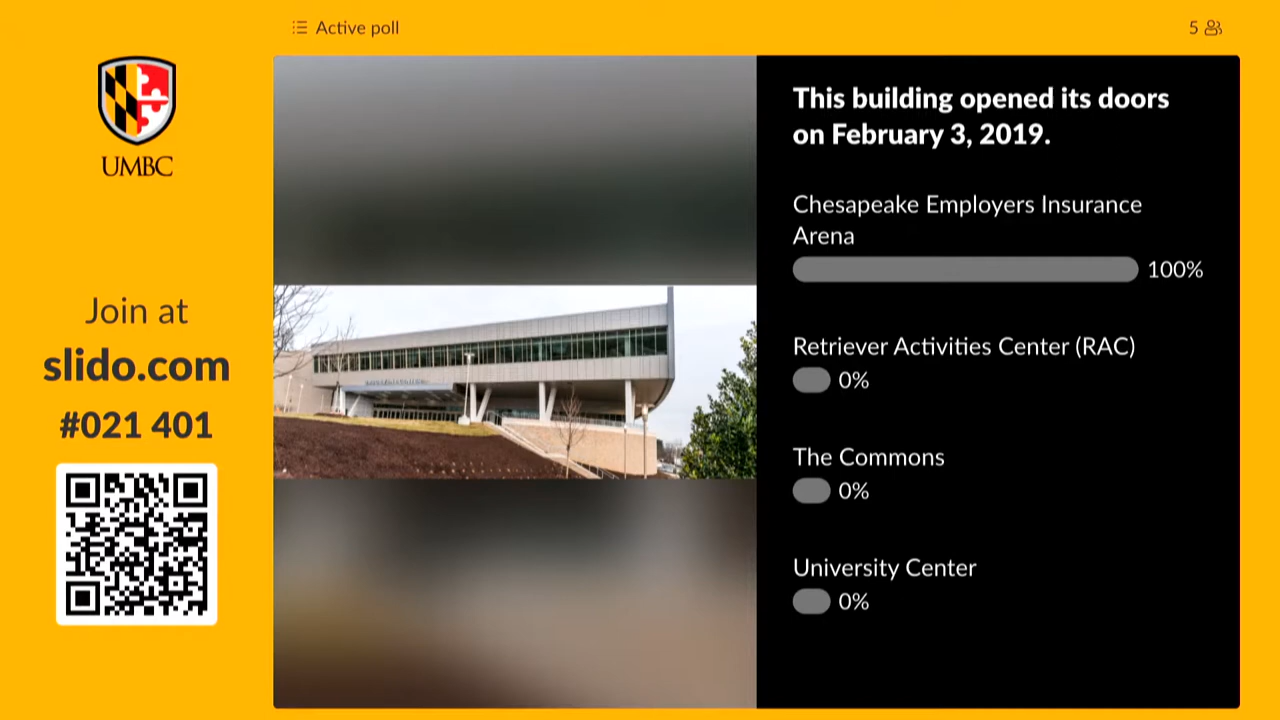 Active poll
5
UMBC
Join at
slido.com
#021 401
This building opened its doors
on February 3, 2019.
Chesapeake Employers Insurance
Arena
100%
Retriever Activities Center (RAC)
0%
The Commons
0%
University Center
0%